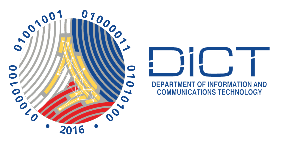 01000100 01001001 01000011 01010100
• 2016 •
DICT
DEPARTMENT OF INFORMATION AND
COMMUNICATIONS TECHNOLOGY